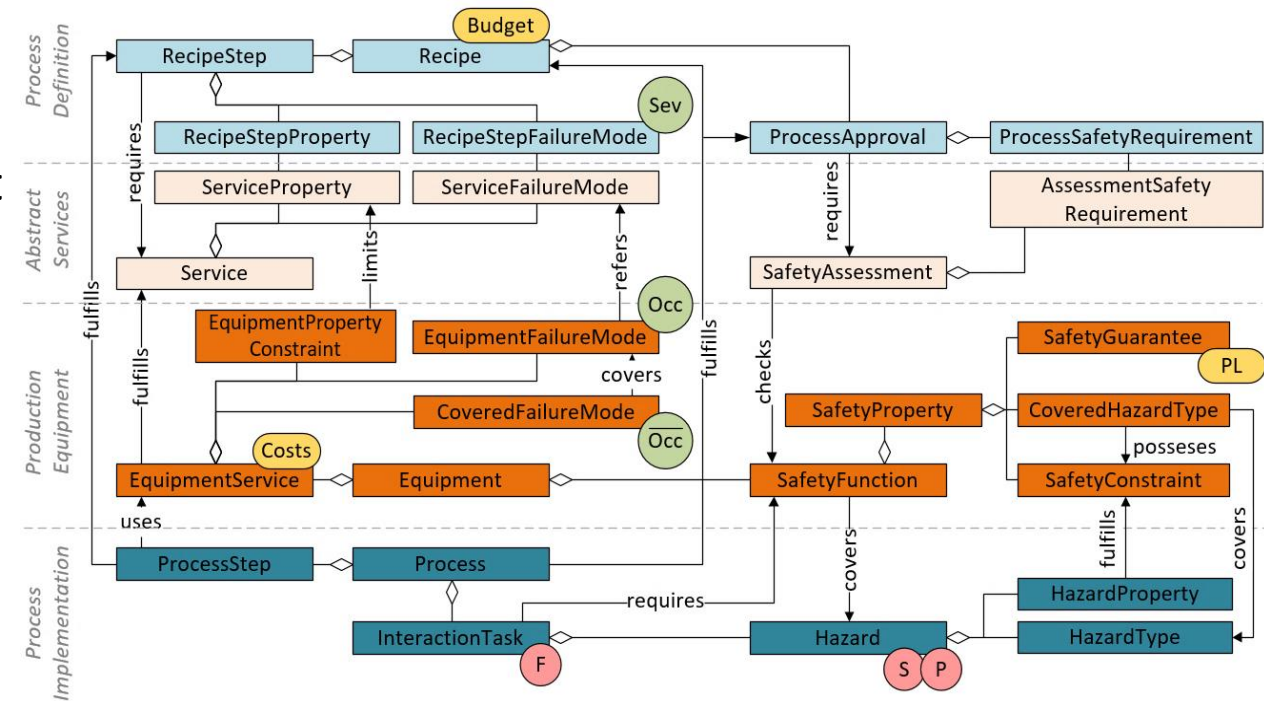 Process
Definition
Budget
RecipeStep
Recipe
Sev
RecipeStepProperty
RecipeStepFailureMode
ProcessApproval
ProcessSafetyRequirement
requires
Abstract
Services
ServiceProperty
ServiceFailureMode
AssessmentSafety
Requirement
requires
limits
refers
Service
SafetyAssessment
fulfills
Occ
Production
Equipment
EquipmentProperty
Constraint
EquipmentFailureMode
SafetyGuarantee
PL
fulfills
fulfills
checks
covers
CoveredFailureMode
SafetyProperty
CoveredHazardType
Occ
posseses
Costs
EquipmentService
Equipment
SafetyFunction
SafetyConstraint
uses
Process
Implementation
ProcessStep
Process
covers
fulfills
covers
requires
HazardProperty
InteractionTask
Hazard
HazardType
F
S
P